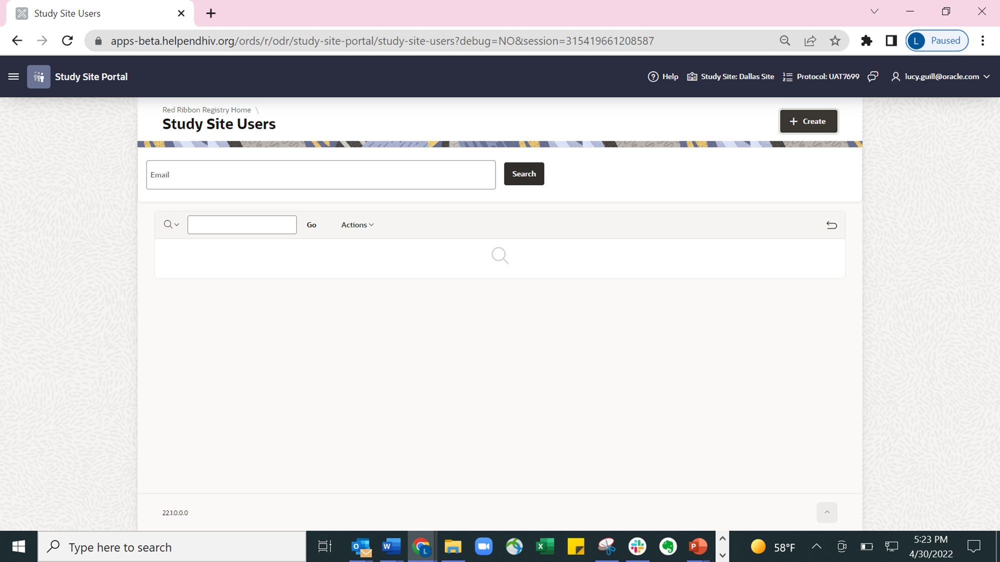 Study Site Users
apps-beta.helpendhiv.org/ords/r/odr/study-site-portal/study-site-users?debug=NO&session=315419661208587
L Paused
Study Site Portal
Help
Study Site: Dallas Site
Protocol: UAT7699
lucy.guill@oracle.com
Red Ribbon Registry Home \
Study Site Users
+ Create
Email
Search
Go
Actions
22.1.0.0.0
Type here to search
58°F
5:23 PM
4/30/2022